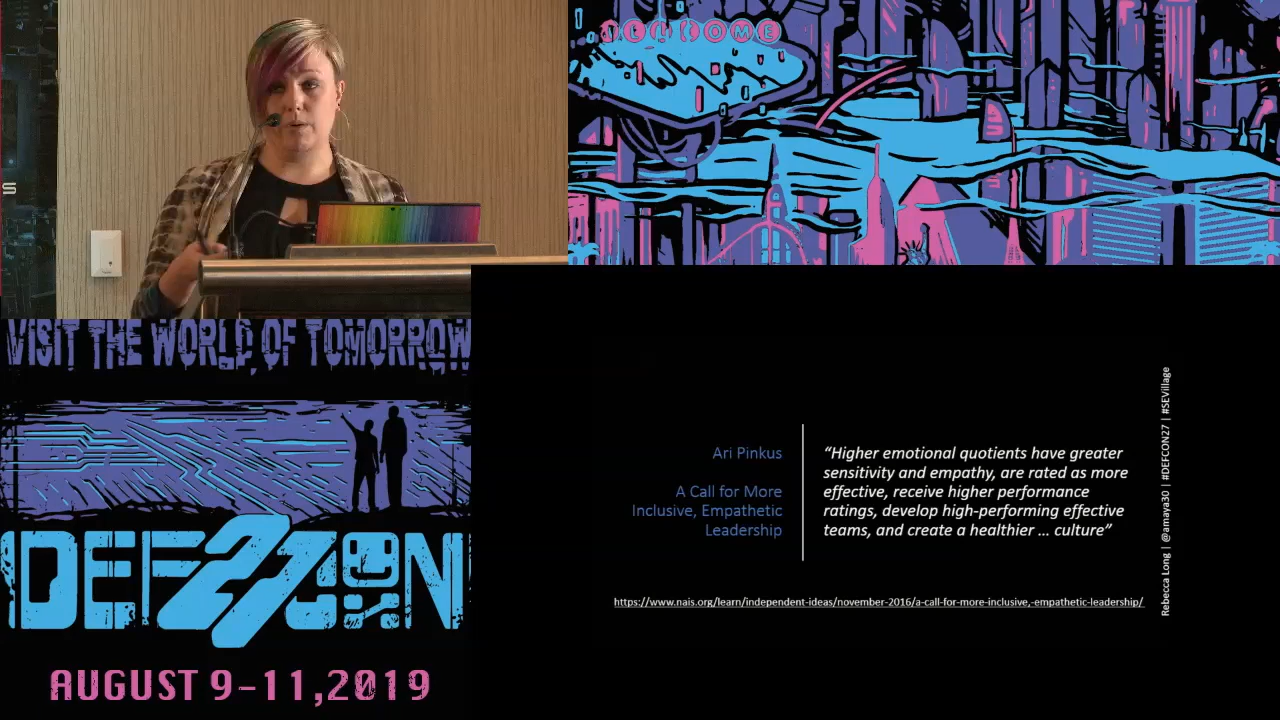 WELCOME
S
VISIT THE WORLD OF TOMORROW
DEF27CON
AUGUST 9-11,2019
Ari Pinkus
A Call for More
Inclusive, Empathetic
Leadership
“Higher emotional quotients have greater
sensitivity and empathy, are rated as more
effective, receive higher performance
ratings, develop high-performing effective
teams, and create a healthier … culture”
https://www.nais.org/learn/independent-ideas/november-2016/a-call-for-more-inclusive,-empathetic-leadership/
Rebecca Long | @amaya30 | #DEFCON27 | #SEVillage